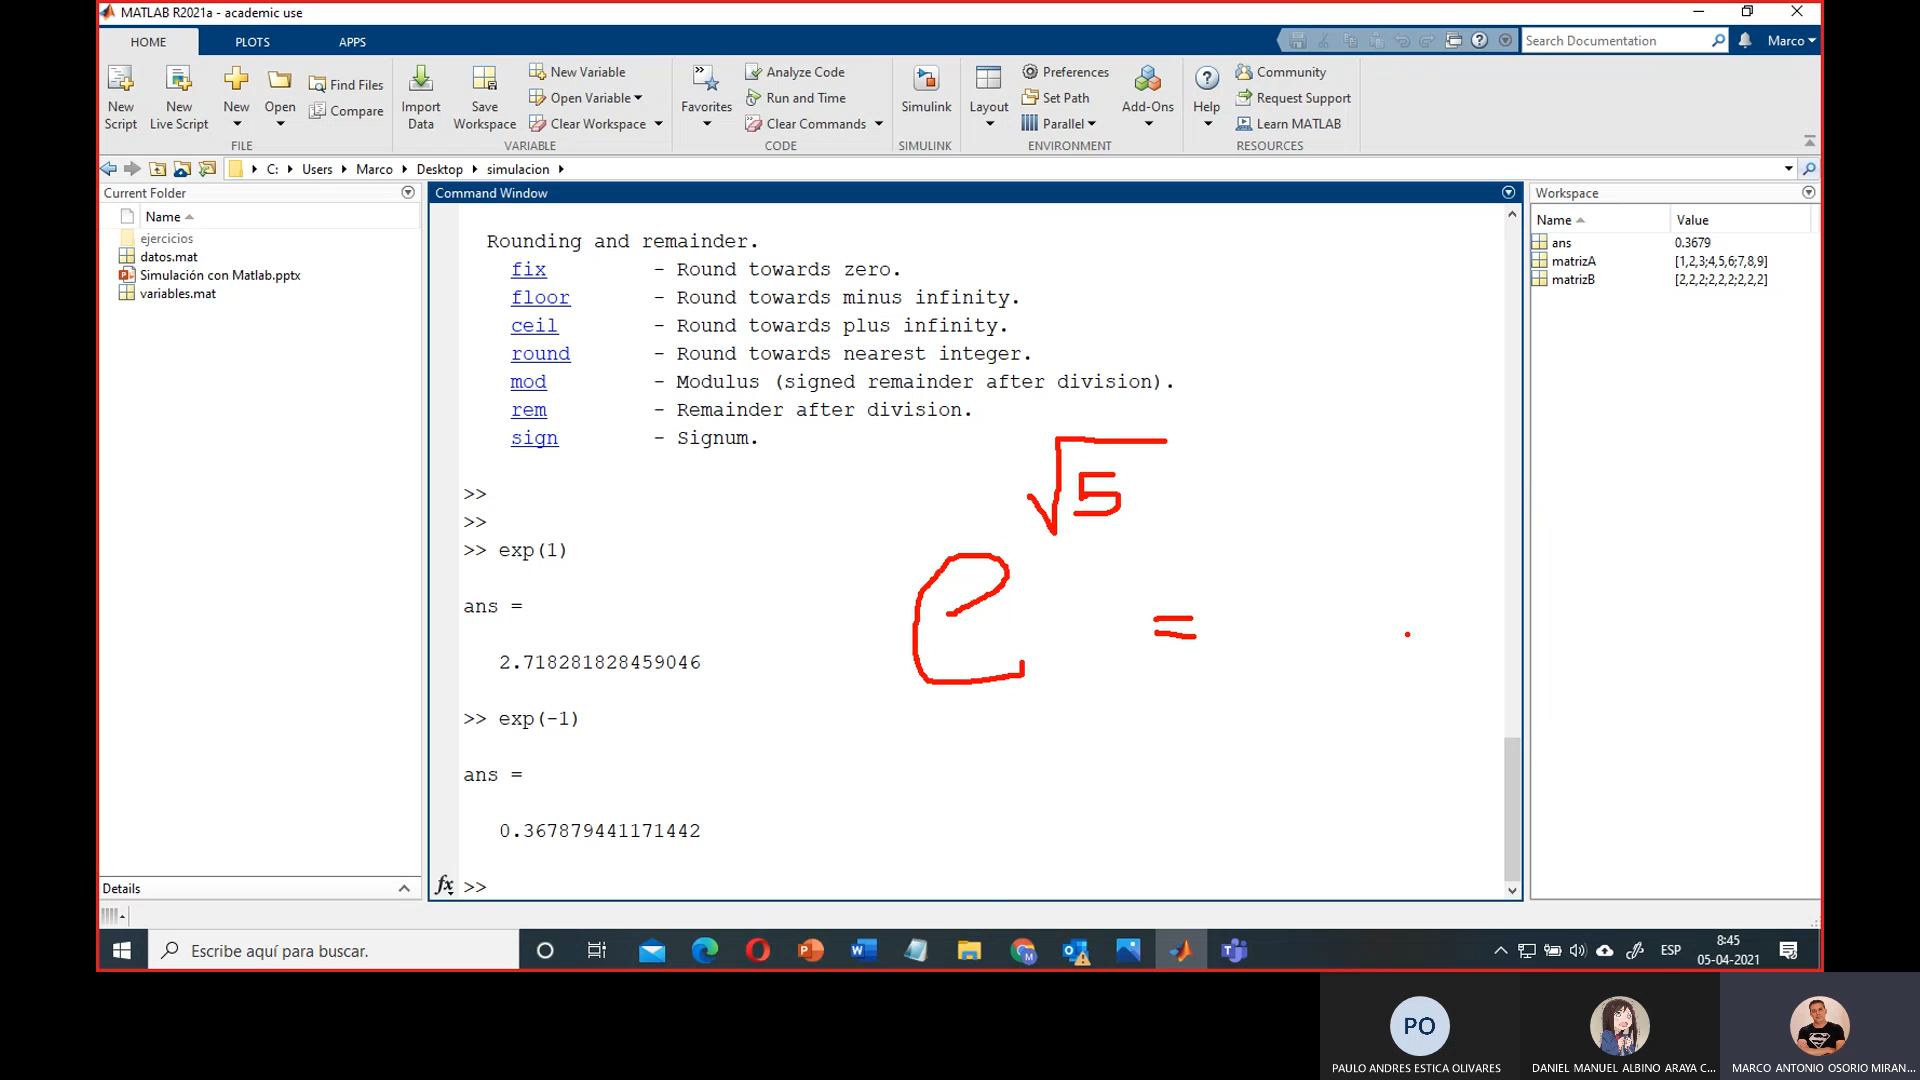 MATLAB R2021a - academic use
HOME PLOTS APPS
Search Documentation Marco
New Script New Live Script New Open Find Files Compare
Import Data Save Workspace New Variable Open Variable Clear Workspace
Favorites Analyze Code Run and Time Clear Commands
Simulink Layout Preferences Set Path Parallel Add-Ons
Help Community Request Support Learn MATLAB
FILE VARIABLE CODE SIMULINK ENVIRONMENT RESOURCES
C: Users Marco Desktop simulacion
Current Folder
Name
ejercicios
datos.mat
Simulación con Matlab.pptx
variables.mat
Details
Command Window
Rounding and remainder.
fix - Round towards zero.
floor - Round towards minus infinity.
ceil - Round towards plus infinity.
round - Round towards nearest integer.
mod - Modulus (signed remainder after division).
rem - Remainder after division.
sign - Signum.
>>
>>
>> exp(1)
ans =
2.718281828459046
>> exp(-1)
ans =
0.367879441171442
fx >>
√5
e =
Workspace
Name Value
ans 0.3679
matrizA [1,2,3;4,5,6;7,8,9]
matrizB [2,2,2;2,2,2;2,2,2]
Escribe aquí para buscar.
ESP
8:45
05-04-2021
PO
PAULO ANDRES ESTICA OLIVARES
DANIEL MANUEL ALBINO ARAYA C...
MARCO ANTONIO OSORIO MIRAN...